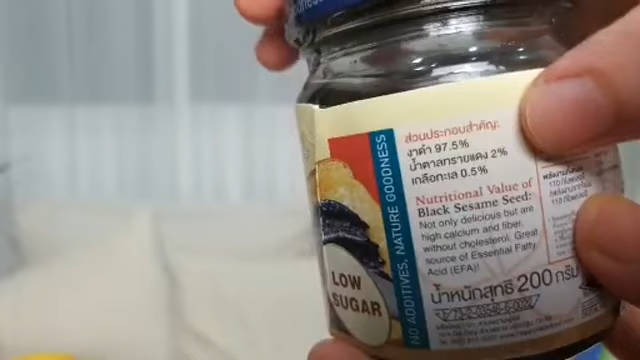 ส่วนประกอบสำคัญ:
งาดำ 97.5%
น้ำตาลทรายแดง 2%
เกลือทะเล 0.5%
Nutritional Value of
Black Sesame Seed:
Not only delicious but are
high calcium and fiber,
without cholesterol. Great
source of Essential Fatty
Acid (EFA)!
น้ำหนักสุทธิ 200 กรัม
NO ADDITIVES, NATURE GOODNESS
LOW
SUGAR